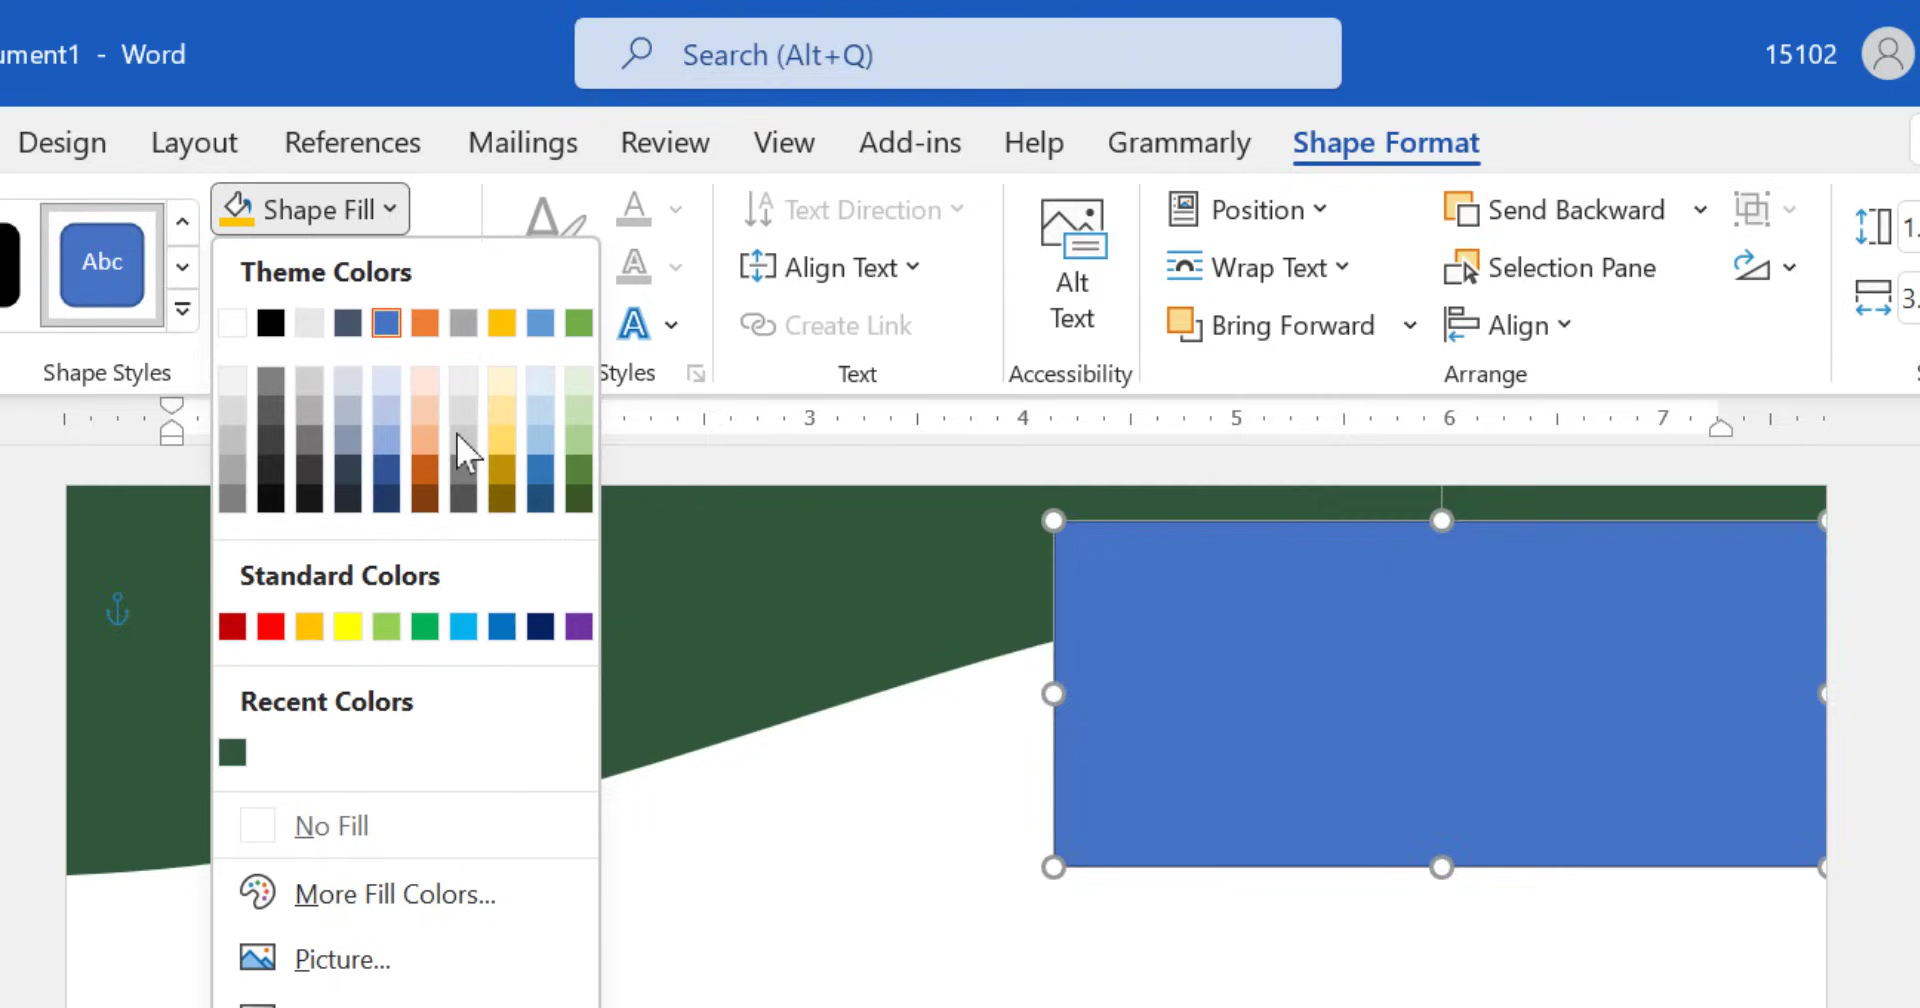 ument1 - Word
Search (Alt+Q)
15102
Design Layout References Mailings Review View Add-ins Help Grammarly Shape Format
Abc
Shape Fill
Shape Styles
Theme Colors
Standard Colors
Recent Colors
No Fill
More Fill Colors...
Picture...
A
A
A
Styles
Text Direction
Align Text
Create Link
Text
Alt
Text
Accessibility
Position
Wrap Text
Bring Forward
Send Backward
Selection Pane
Align
Arrange
1.
3.
3 4 5 6 7